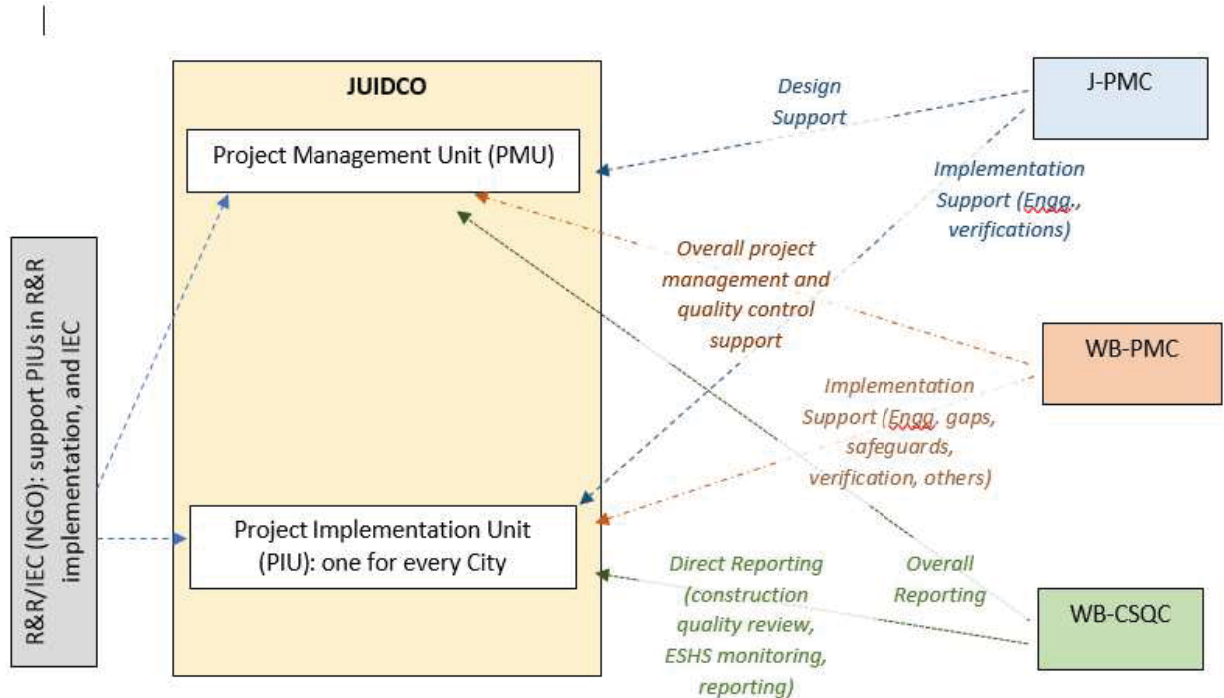 JUIDCO
Project Management Unit (PMU)
Project Implementation Unit
(PIU): one for every City
R&R/IEC (NGO): support PIUs in R&R
implementation, and IEC
Design
Support
J-PMC
Implementation
Support (Engg.,
verifications)
Overall project
management and
quality control
support
WB-PMC
Implementation
Support (Engg. gaps,
safeguards,
verification, others)
Direct Reporting
(construction
quality review,
ESHS monitoring,
reporting)
Overall
Reporting
WB-CSQC